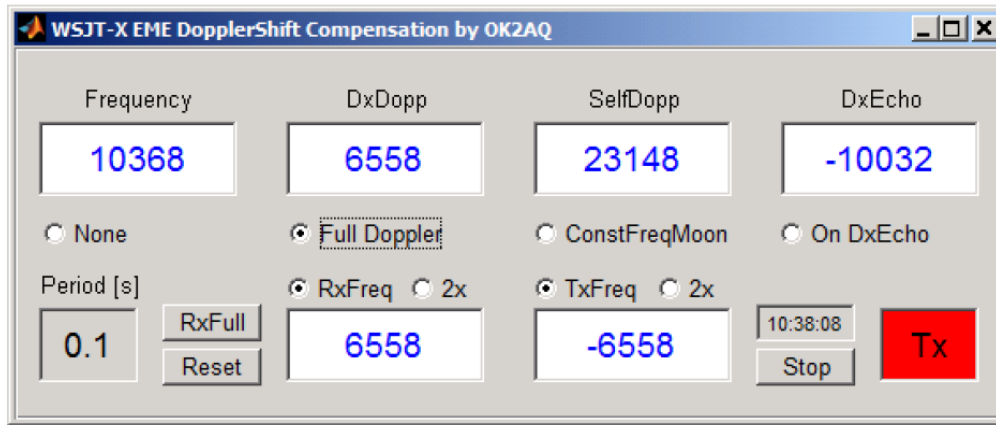 WSJT-X EME DopplerShift Compensation by OK2AQ
Frequency DxDopp SelfDopp DxEcho
10368 6558 23148 -10032
None Full Doppler ConstFreqMoon On DxEcho
Period [s] RxFreq 2x TxFreq 2x
0.1 RxFull Reset 6558 -6558 10:38:08 Stop Tx